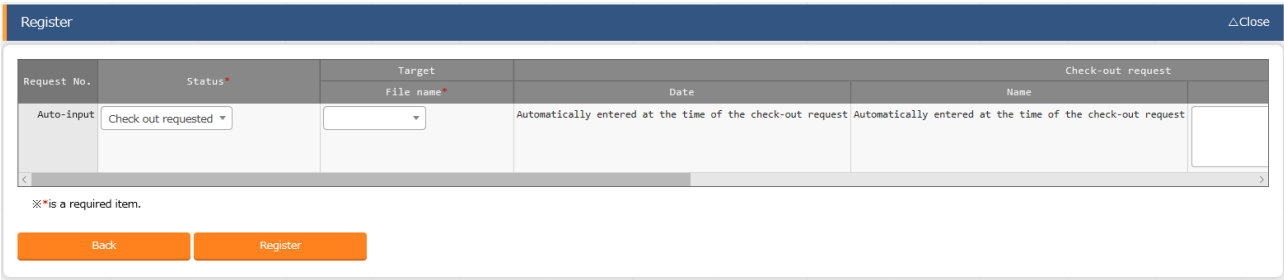 Register
△Close
Request No.
Status*
Target
Check-out request
File name*
Date
Name
Auto-input
Check out requested
Automatically entered at the time of the check-out request
Automatically entered at the time of the check-out request
※*is a required item.
Back
Register